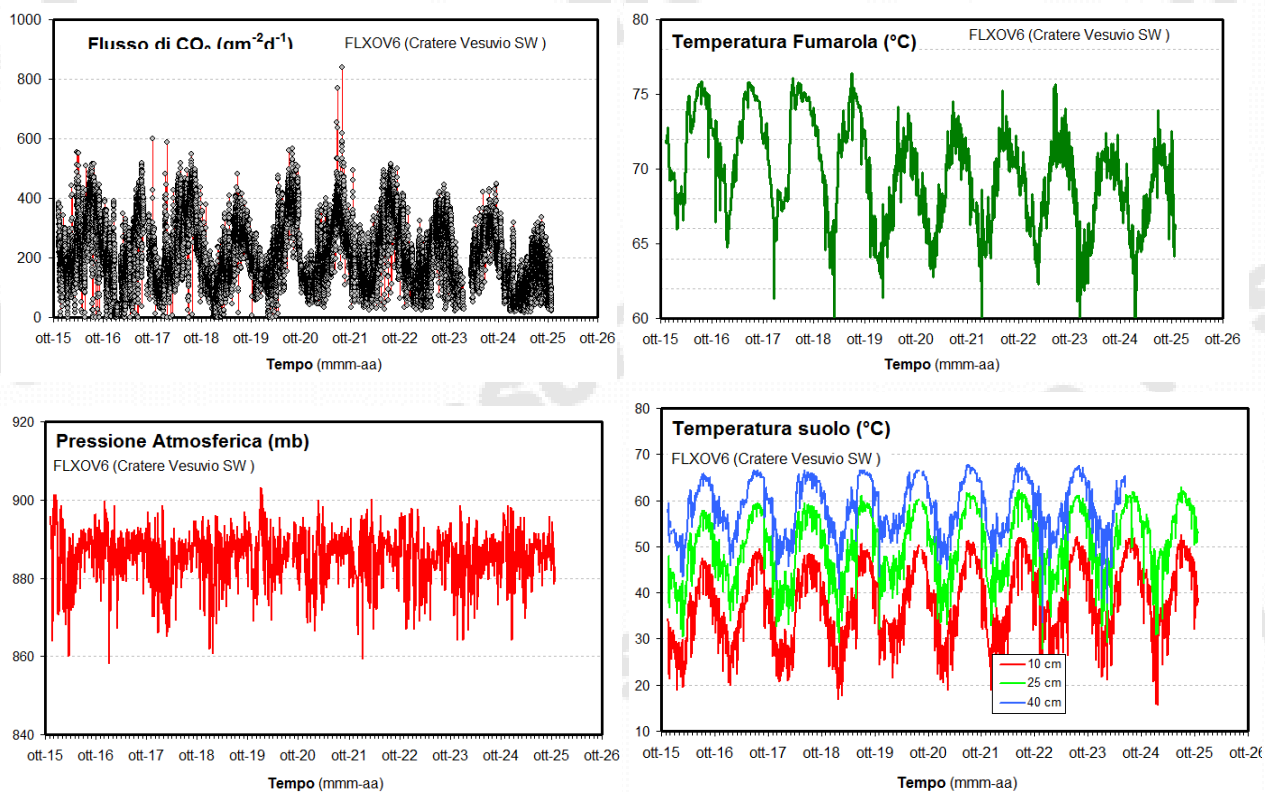 Flusso di CO₂ (gm⁻²d⁻¹)
FLXOV6 (Cratere Vesuvio SW )
1000
800
600
400
200
0
ott-15 ott-16 ott-17 ott-18 ott-19 ott-20 ott-21 ott-22 ott-23 ott-24 ott-25 ott-26
Tempo (mmm-aa)
Temperatura Fumarola (°C)
FLXOV6 (Cratere Vesuvio SW )
80
75
70
65
60
ott-15 ott-16 ott-17 ott-18 ott-19 ott-20 ott-21 ott-22 ott-23 ott-24 ott-25 ott-26
Tempo (mmm-aa)
Pressione Atmosferica (mb)
FLXOV6 (Cratere Vesuvio SW )
920
900
880
860
840
ott-15 ott-16 ott-17 ott-18 ott-19 ott-20 ott-21 ott-22 ott-23 ott-24 ott-25 ott-26
Tempo (mmm-aa)
Temperatura suolo (°C)
FLXOV6 (Cratere Vesuvio SW )
80
70
60
50
40
30
20
10
10 cm
25 cm
40 cm
ott-15 ott-16 ott-17 ott-18 ott-19 ott-20 ott-21 ott-22 ott-23 ott-24 ott-25 ott-26
Tempo (mmm-aa)